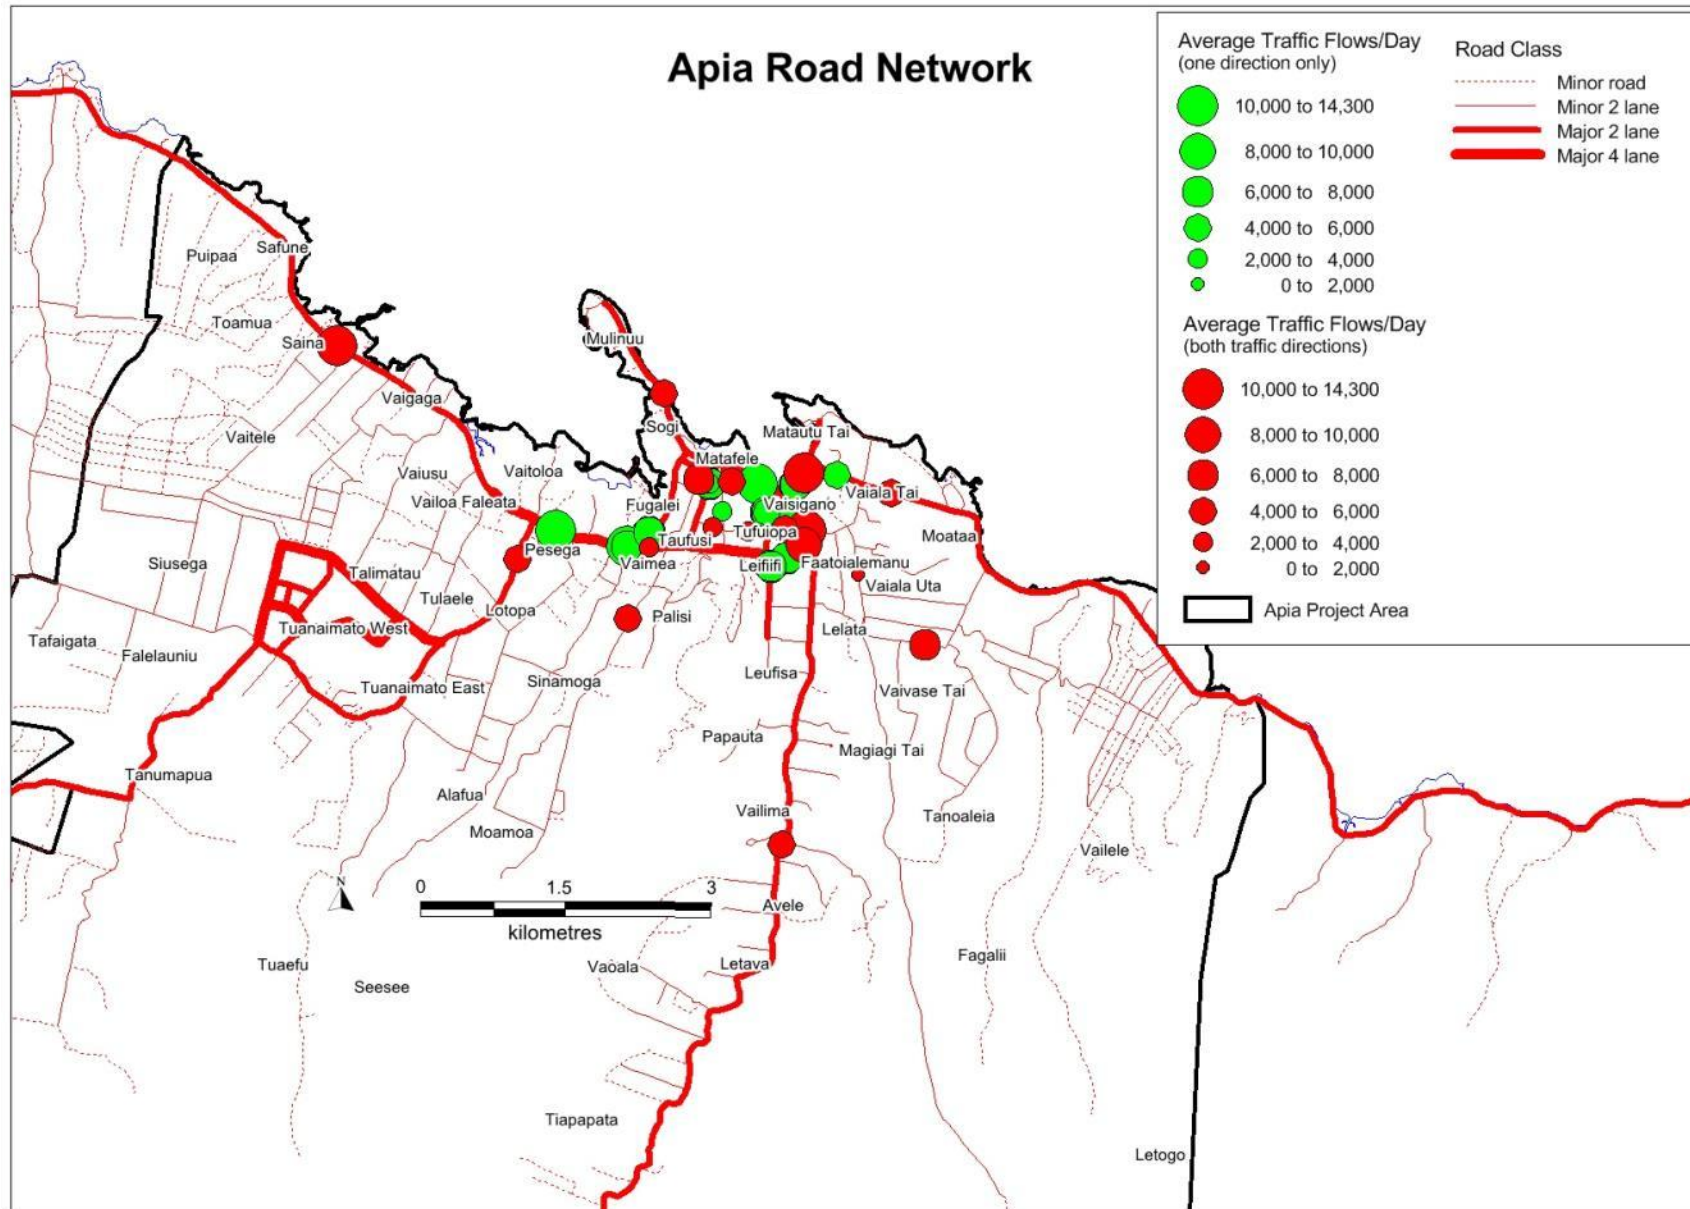 Apia Road Network
Average Traffic Flows/Day
(one direction only)
10,000 to 14,300
8,000 to 10,000
6,000 to 8,000
4,000 to 6,000
2,000 to 4,000
0 to 2,000
Average Traffic Flows/Day
(both traffic directions)
10,000 to 14,300
8,000 to 10,000
6,000 to 8,000
4,000 to 6,000
2,000 to 4,000
0 to 2,000
Apia Project Area
Road Class
Minor road
Minor 2 lane
Major 2 lane
Major 4 lane
Safune
Puipaa
Toamua
Saina
Mulinuu
Vaigaga
Sogi
Matautu Tai
Vaitele
Matafele
Vaiusu
Vaitoloa
Vaiala Tai
Vailoa Faleata
Fugalei
Vaisigano
Tufuiopa
Moataa
Taufusi
Pesega
Vaimea
Leifiifi
Faatoialemanu
Siusega
Talimatau
Vaiala Uta
Tulaele
Lotopa
Palisi
Tuanaimato West
Lelata
Tafaigata
Falelauniu
Leufisa
Sinamoga
Tuanaimato East
Vaivase Tai
Papauta
Magiagi Tai
Tanumapua
Alafua
Vailima
Tanoaleia
Moamoa
Vailele
N
0 1.5 3
kilometres
Avele
Fagalii
Tuaefu
Vaoala
Letava
Seesee
Tiapapata
Letogo